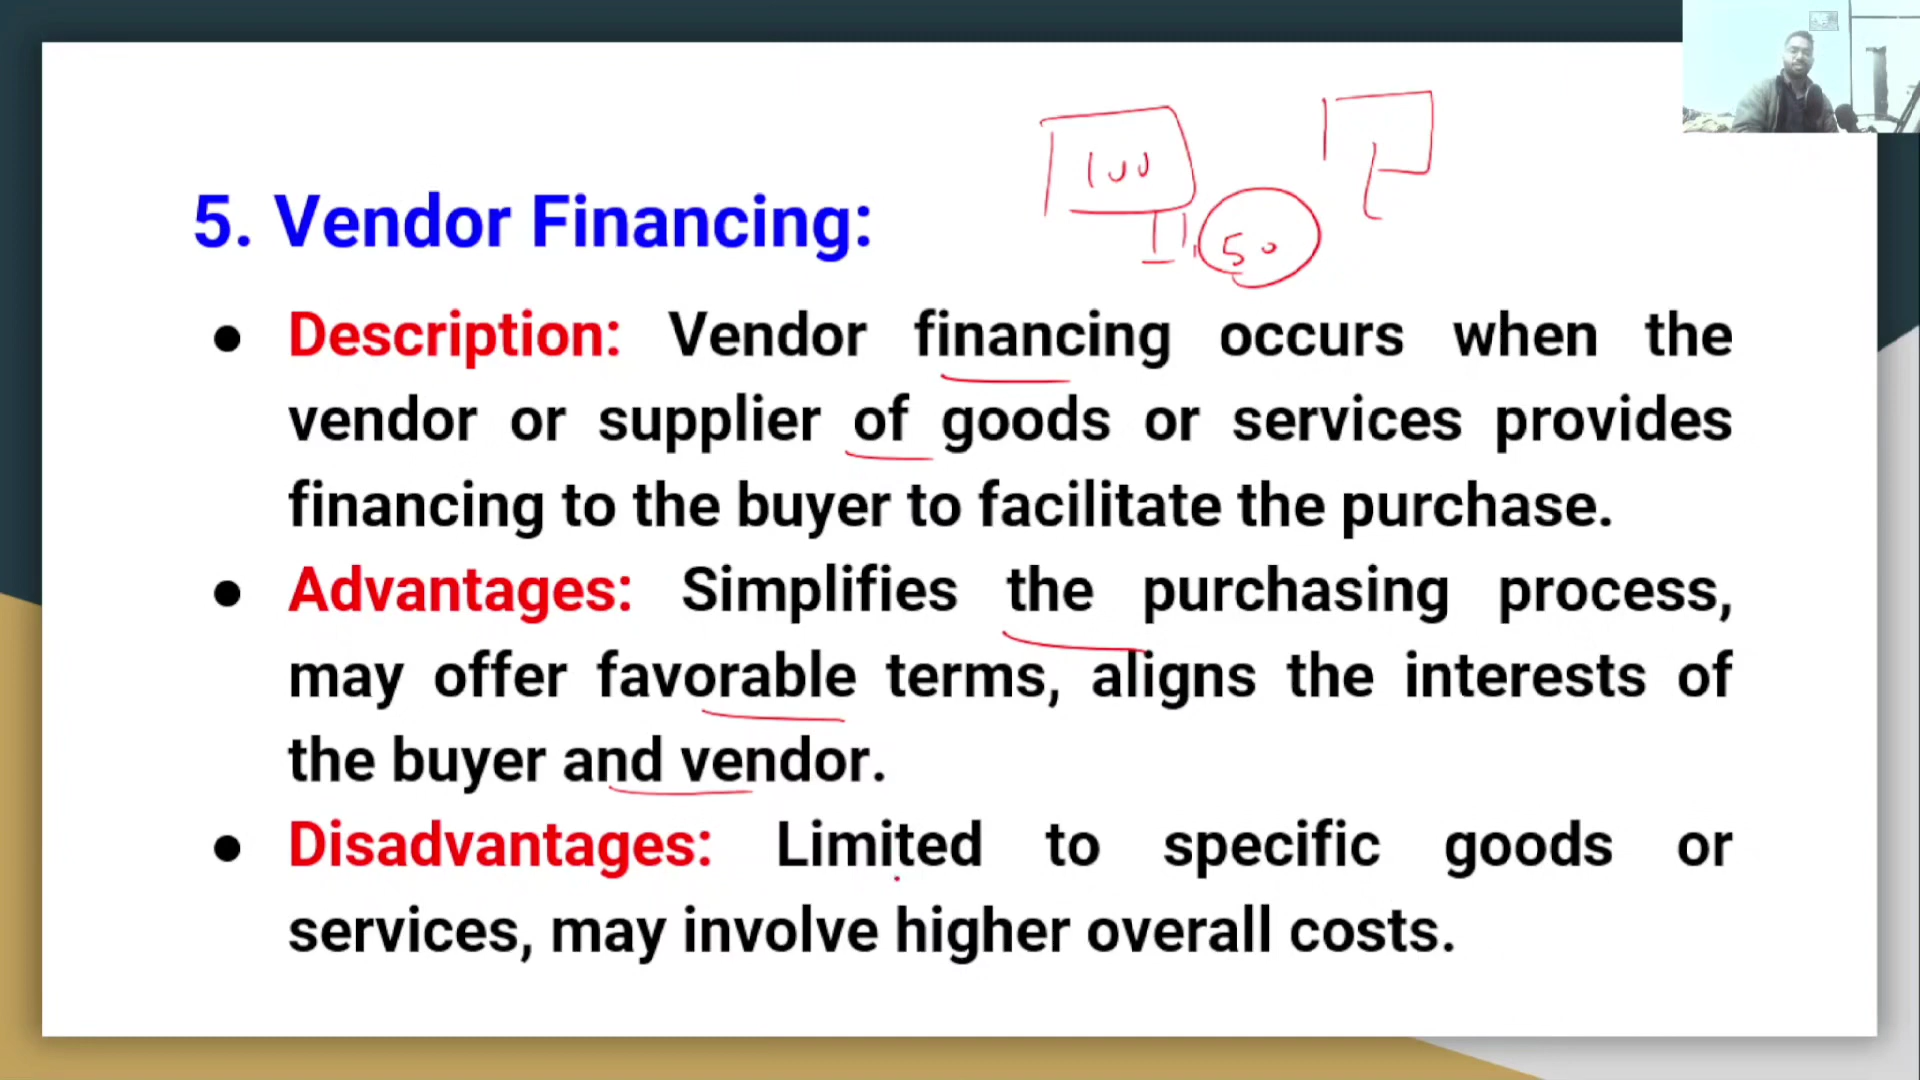 100
50
5. Vendor Financing:
● Description: Vendor financing occurs when the
vendor or supplier of goods or services provides
financing to the buyer to facilitate the purchase.
● Advantages: Simplifies the purchasing process,
may offer favorable terms, aligns the interests of
the buyer and vendor.
● Disadvantages: Limited to specific goods or
services, may involve higher overall costs.